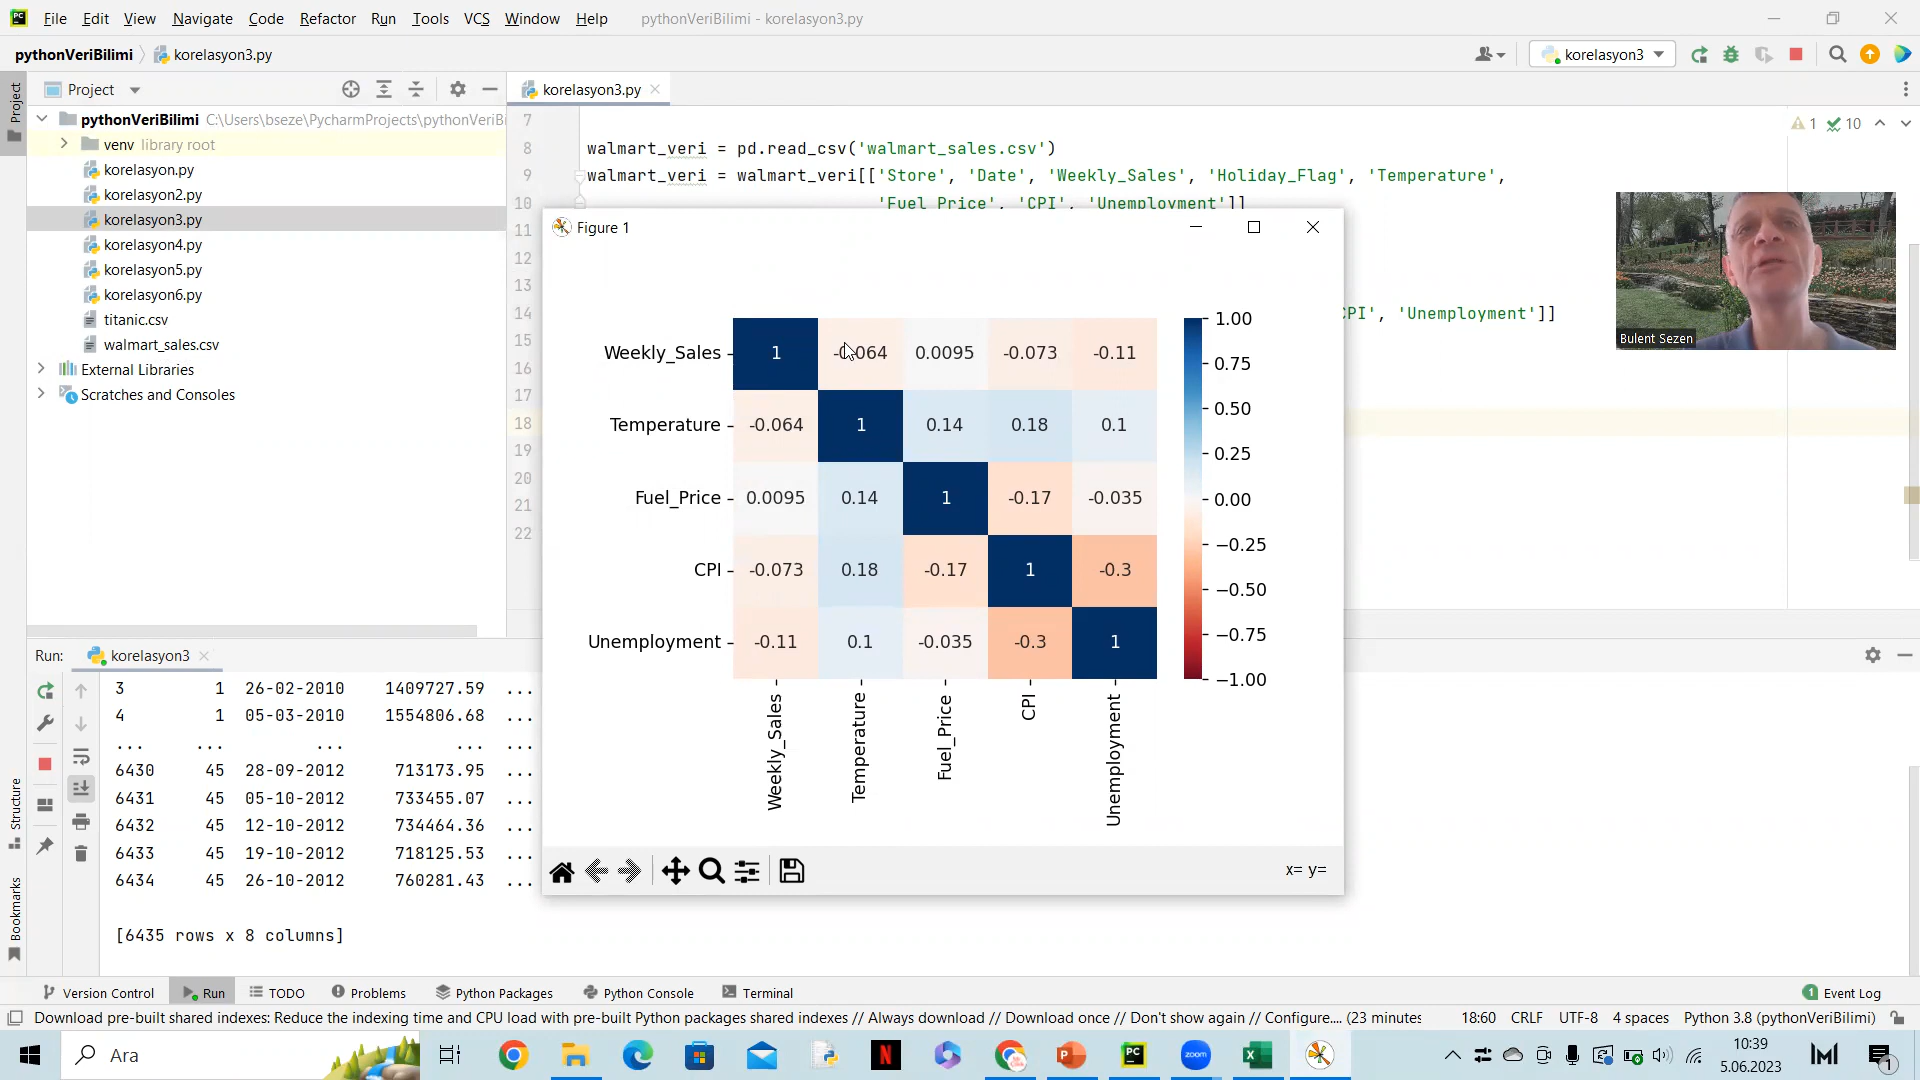 File Edit View Navigate Code Refactor Run Tools VCS Window Help pythonVeriBilimi - korelasyon3.py
pythonVeriBilimi korelasyon3.py korelasyon3
Project korelasyon3.py
pythonVeriBilimi C:\Users\bseze\PycharmProjects\pythonVeriB
venv library root
korelasyon.py
korelasyon2.py
korelasyon3.py
korelasyon4.py
korelasyon5.py
korelasyon6.py
titanic.csv
walmart_sales.csv
External Libraries
Scratches and Consoles
Project
Structure
Bookmarks
7
8 walmart_veri = pd.read_csv('walmart_sales.csv')
9 walmart_veri = walmart_veri[['Store', 'Date', 'Weekly_Sales', 'Holiday_Flag', 'Temperature',
10 'Fuel_Price', 'CPI', 'Unemployment']]
11
12
13
14 CPI', 'Unemployment']]
15
16
17
18
19
20
21
22
1 10
Bulent Sezen
Figure 1
Weekly_Sales 1 -0.064 0.0095 -0.073 -0.11
Temperature -0.064 1 0.14 0.18 0.1
Fuel_Price 0.0095 0.14 1 -0.17 -0.035
CPI -0.073 0.18 -0.17 1 -0.3
Unemployment -0.11 0.1 -0.035 -0.3 1
Weekly_Sales Temperature Fuel_Price CPI Unemployment
1.00
0.75
0.50
0.25
0.00
−0.25
−0.50
−0.75
−1.00
x= y=
Run: korelasyon3
3 1 26-02-2010 1409727.59 ...
4 1 05-03-2010 1554806.68 ...
... ... ... ... ...
6430 45 28-09-2012 713173.95 ...
6431 45 05-10-2012 733455.07 ...
6432 45 12-10-2012 734464.36 ...
6433 45 19-10-2012 718125.53 ...
6434 45 26-10-2012 760281.43 ...
[6435 rows x 8 columns]
Version Control Run TODO Problems Python Packages Python Console Terminal 1 Event Log
Download pre-built shared indexes: Reduce the indexing time and CPU load with pre-built Python packages shared indexes // Always download // Download once // Don't show again // Configure.... (23 minutes 18:60 CRLF UTF-8 4 spaces Python 3.8 (pythonVeriBilimi)
Ara
zoom
10:39
5.06.2023
1